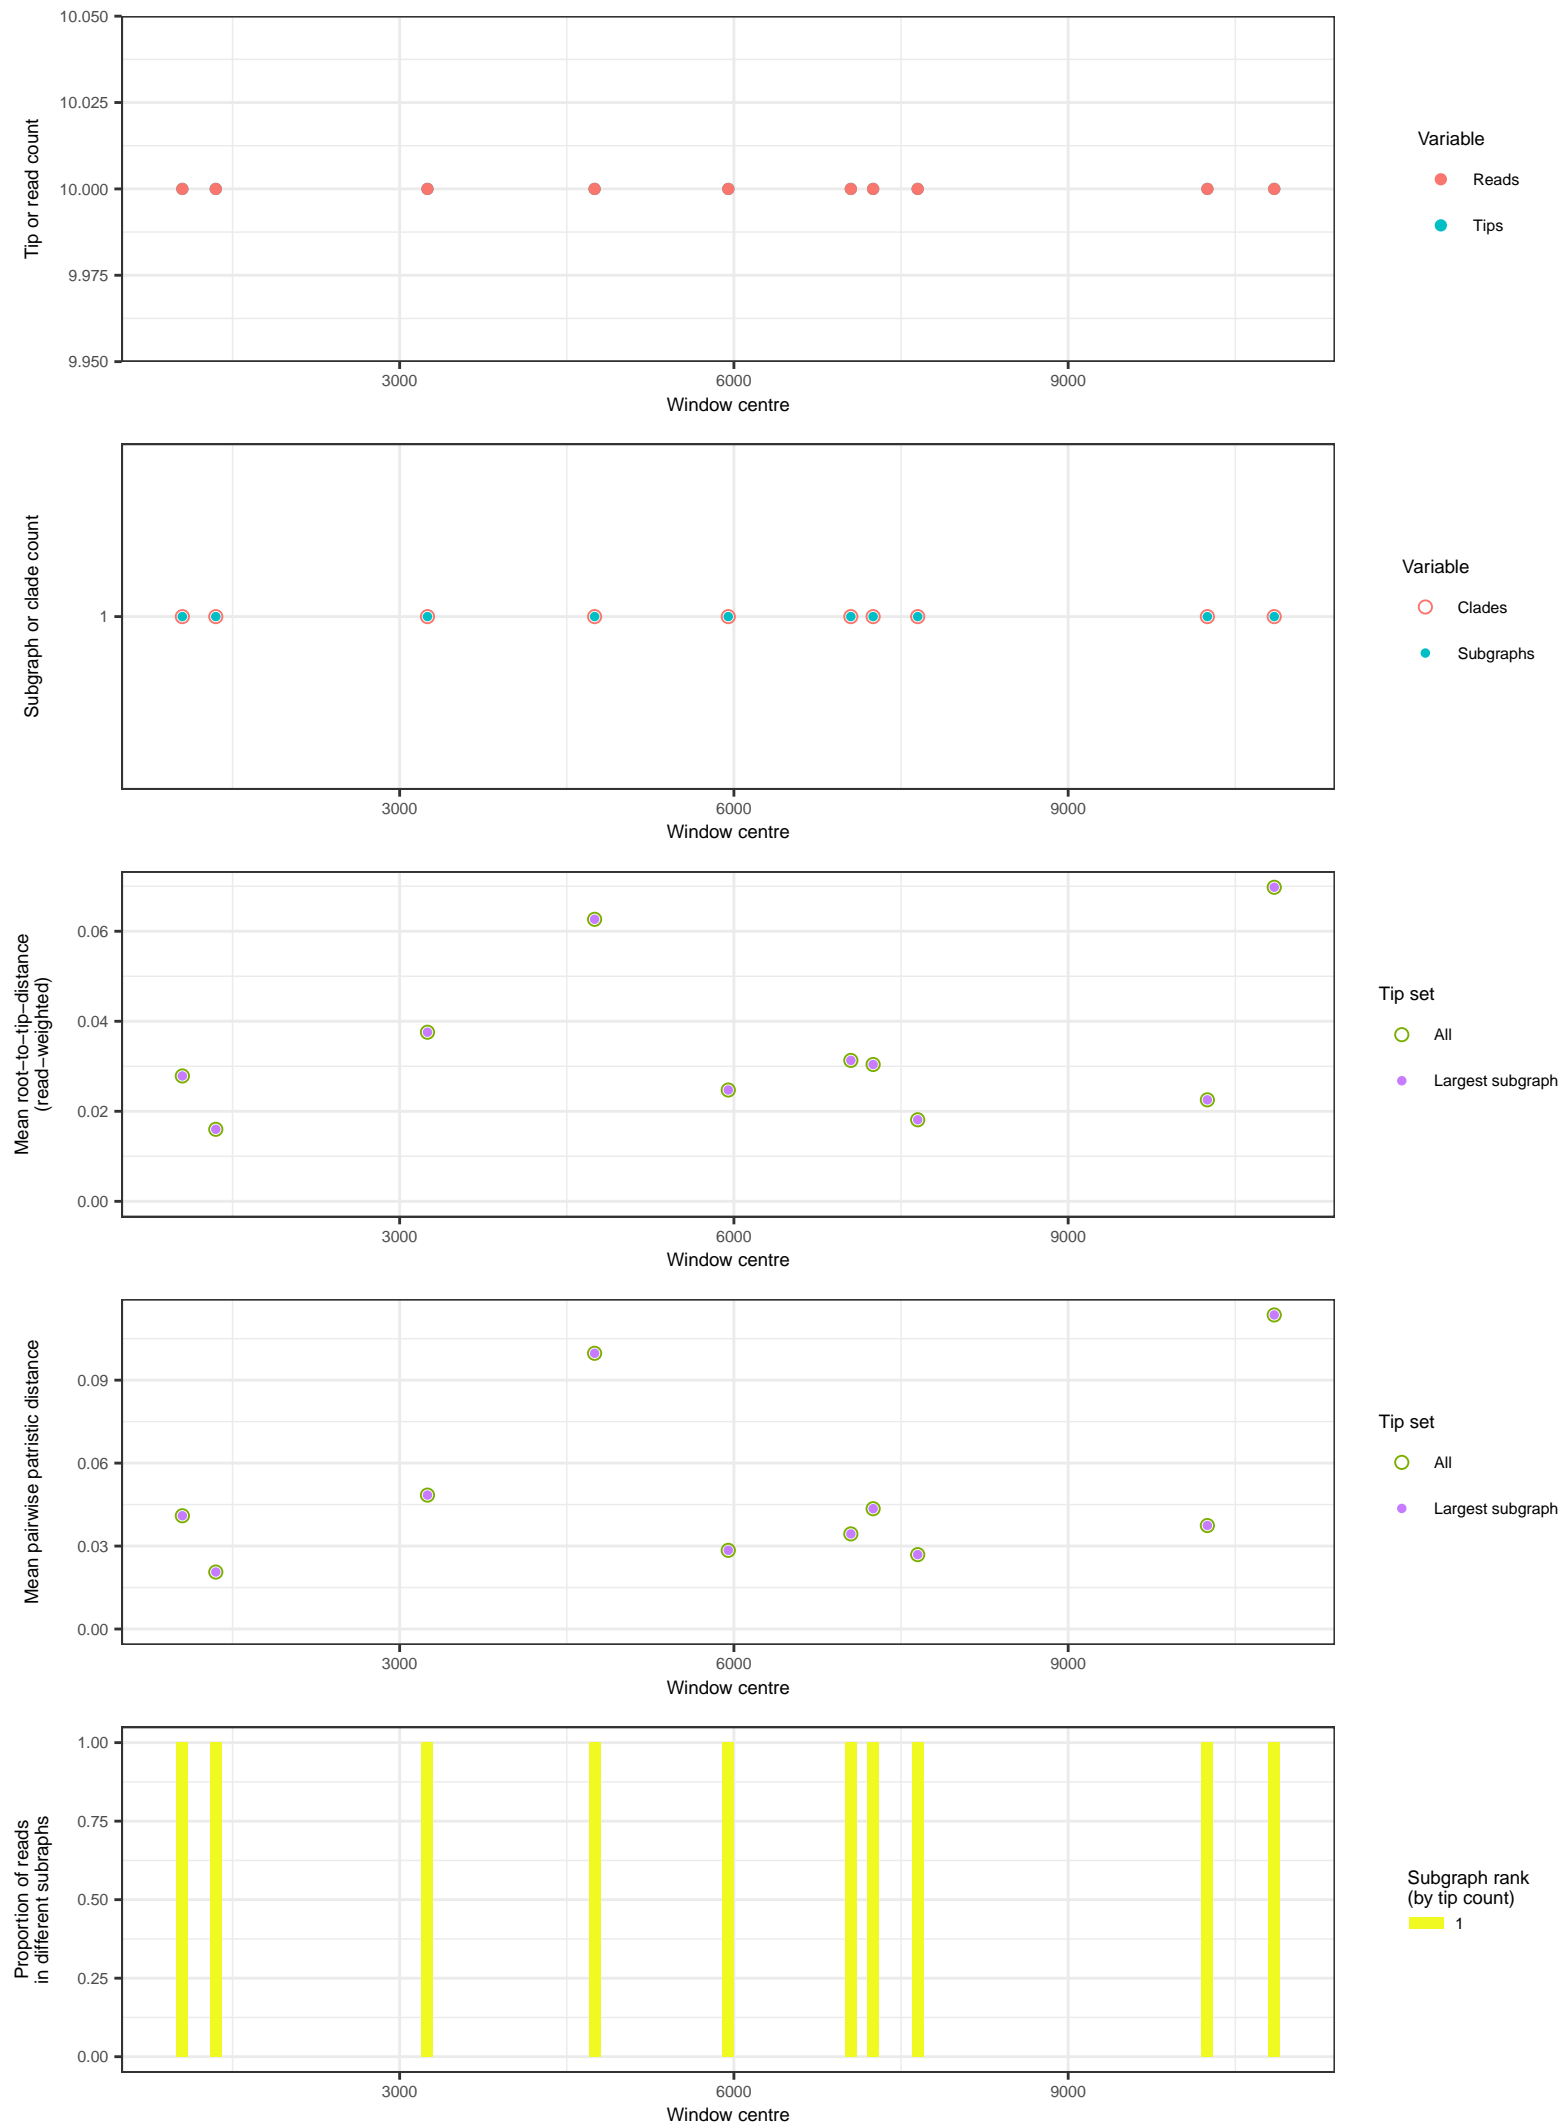 10.050
10.025
10.000
9.975
9.950
Tip or read count
3000 6000 9000
Window centre
Variable
Reads
Tips
1
Subgraph or clade count
3000 6000 9000
Window centre
Variable
Clades
Subgraphs
0.06
0.04
0.02
0.00
Mean root−to−tip−distance
(read−weighted)
3000 6000 9000
Window centre
Tip set
All
Largest subgraph
0.09
0.06
0.03
0.00
Mean pairwise patristic distance
3000 6000 9000
Window centre
Tip set
All
Largest subgraph
1.00
0.75
0.50
0.25
0.00
Proportion of reads
in different subraphs
3000 6000 9000
Window centre
Subgraph rank
(by tip count)
1